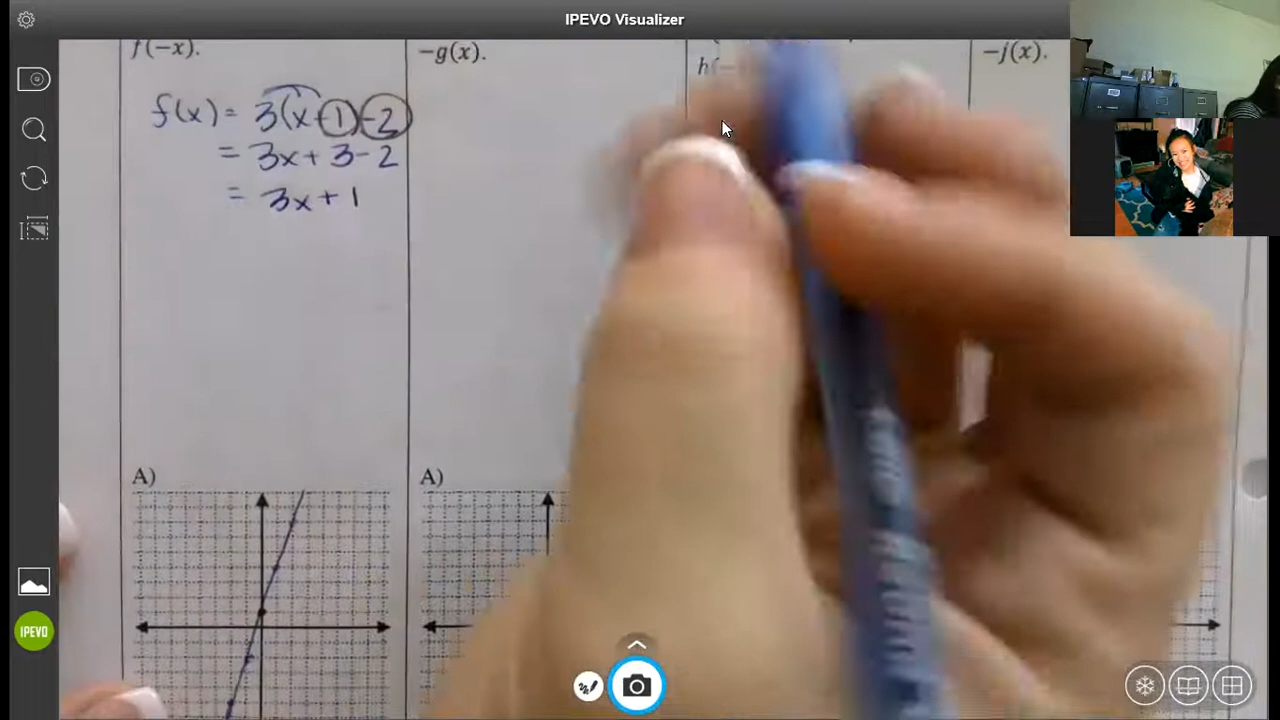 IPEVO Visualizer
f(-x).
-g(x).
h(-
-j(x).
f(x) = 3(x+1)-2
= 3x + 3 - 2
= 3x + 1
A)
A)
IPEVO